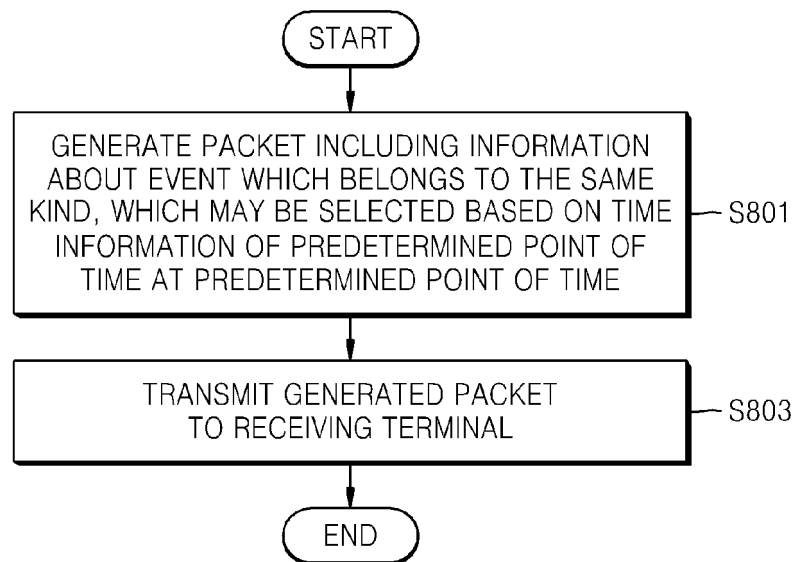 START
GENERATE PACKET INCLUDING INFORMATION
ABOUT EVENT WHICH BELONGS TO THE SAME
KIND, WHICH MAY BE SELECTED BASED ON TIME
INFORMATION OF PREDETERMINED POINT OF
TIME AT PREDETERMINED POINT OF TIME
S801
TRANSMIT GENERATED PACKET
TO RECEIVING TERMINAL
S803
END